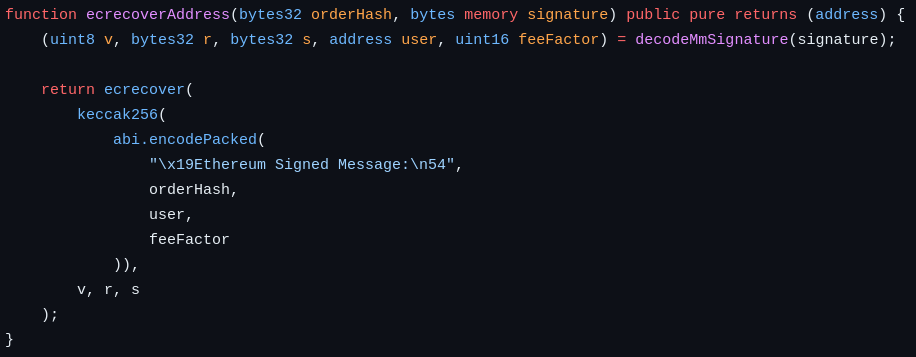 function ecrecoverAddress(bytes32 orderHash, bytes memory signature) public pure returns (address) {
    (uint8 v, bytes32 r, bytes32 s, address user, uint16 feeFactor) = decodeMmSignature(signature);

    return ecrecover(
        keccak256(
            abi.encodePacked(
                "\x19Ethereum Signed Message:\n54",
                orderHash,
                user,
                feeFactor
            )),
        v, r, s
    );
}